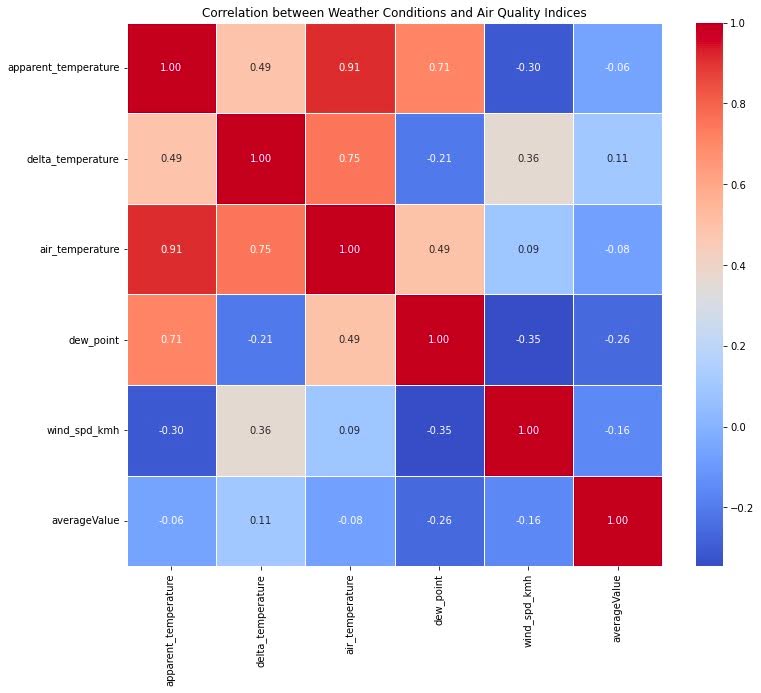 Correlation between Weather Conditions and Air Quality Indices
apparent_temperature 1.00 0.49 0.91 0.71 -0.30 -0.06
delta_temperature 0.49 1.00 0.75 -0.21 0.36 0.11
air_temperature 0.91 0.75 1.00 0.49 0.09 -0.08
dew_point 0.71 -0.21 0.49 1.00 -0.35 -0.26
wind_spd_kmh -0.30 0.36 0.09 -0.35 1.00 -0.16
averageValue -0.06 0.11 -0.08 -0.26 -0.16 1.00
apparent_temperature
delta_temperature
air_temperature
dew_point
wind_spd_kmh
averageValue
1.0
0.8
0.6
0.4
0.2
0.0
−0.2